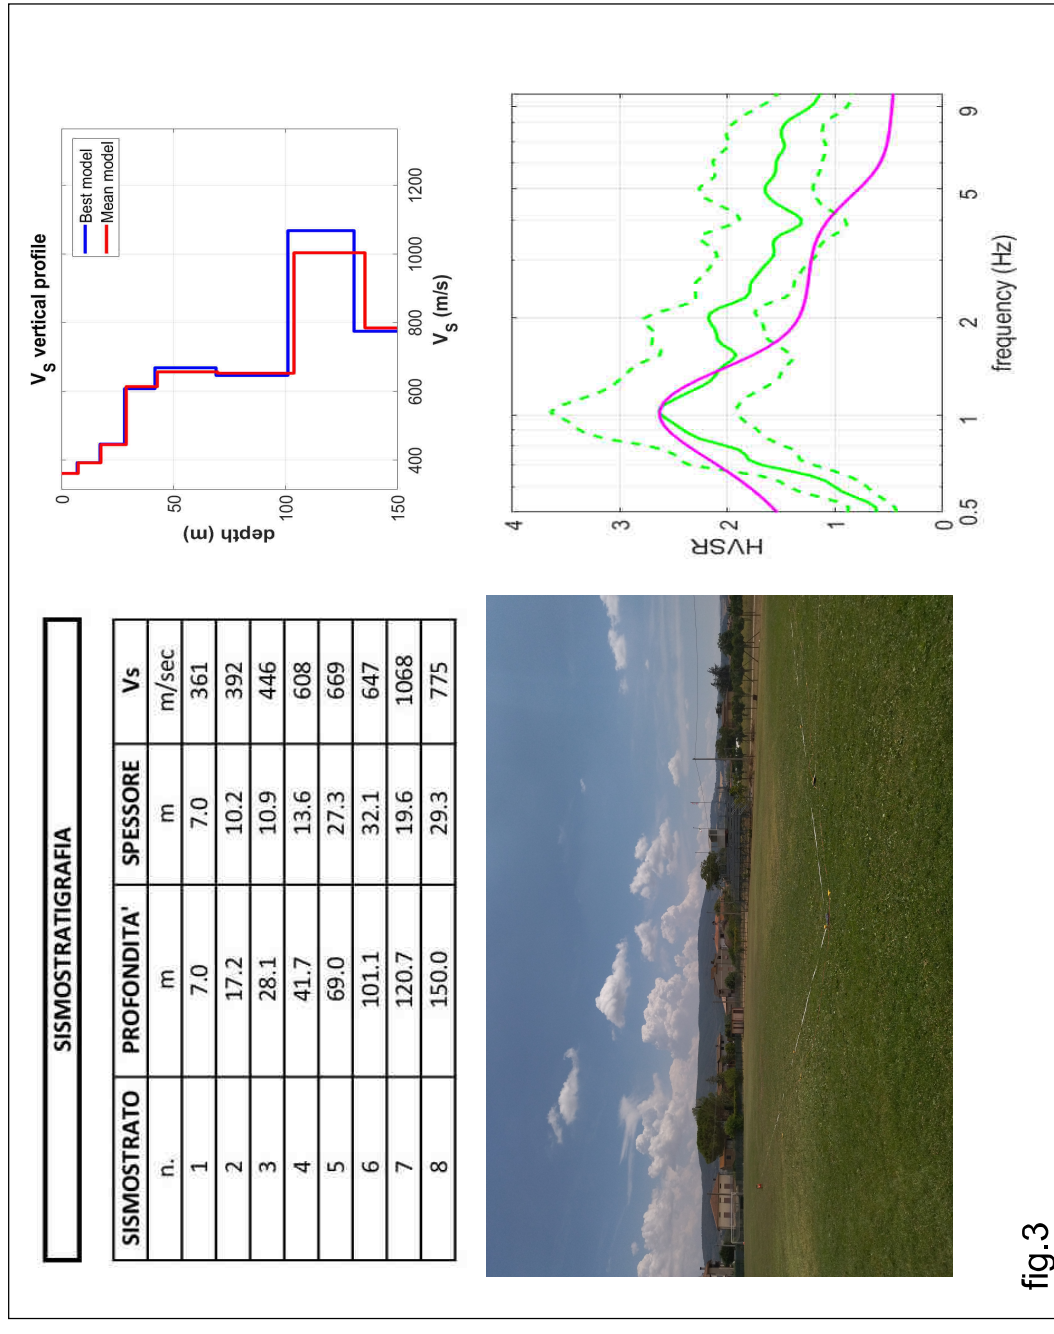 SISMOSTRATIGRAFIA
SISMOSTRATO PROFONDITA' SPESSORE Vs
n. m m m/sec
1 7.0 7.0 361
2 17.2 10.2 392
3 28.1 10.9 446
4 41.7 13.6 608
5 69.0 27.3 669
6 101.1 32.1 647
7 120.7 19.6 1068
8 150.0 29.3 775
VS vertical profile
Best model
Mean model
0
50
100
150
depth (m)
400 600 800 1000 1200
VS (m/s)
4
3
2
1
0
HVSR
0.5 1 2 5 9
frequency (Hz)
fig.3